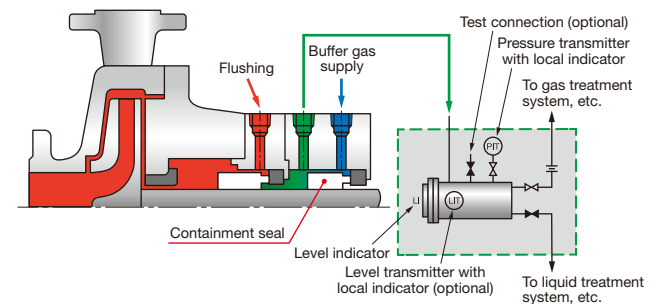 Test connection (optional)
Pressure transmitter
with local indicator
Buffer gas
supply
Flushing
To gas treatment
system, etc.
PIT
LI
LIT
Containment seal
Level indicator
Level transmitter with
local indicator (optional)
To liquid treatment
system, etc.